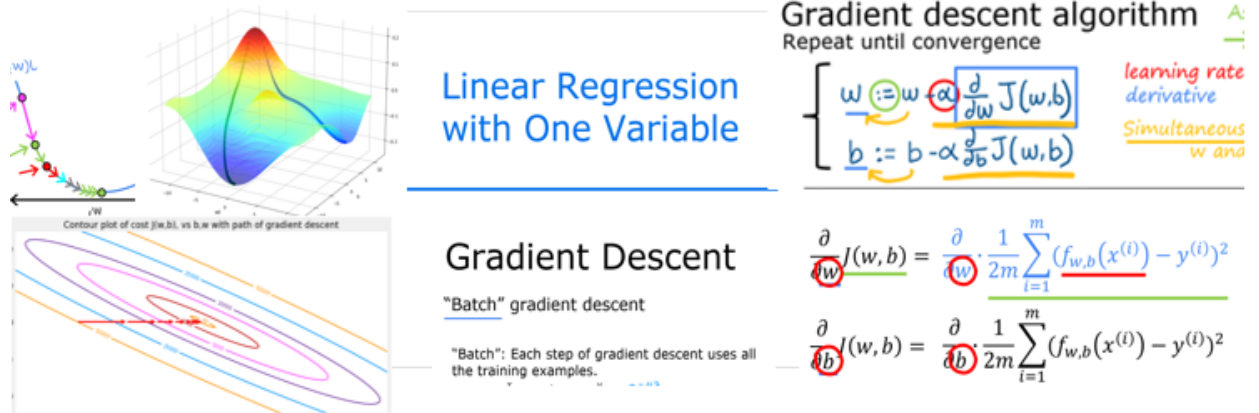 Linear Regression
with One Variable
Gradient descent algorithm
Repeat until convergence
w := w - α ∂/∂w J(w,b)
b := b - α ∂/∂b J(w,b)
learning rate
derivative
Simultaneous
w and
Contour plot of cost J(w,b), vs b,w with path of gradient descent
Gradient Descent
"Batch" gradient descent
"Batch": Each step of gradient descent uses all
the training examples.
∂/∂w J(w, b) = ∂/∂w · 1/2m ∑_{i=1}^{m} (f_{w,b}(x^{(i)}) − y^{(i)})²
∂/∂b J(w, b) = ∂/∂b · 1/2m ∑_{i=1}^{m} (f_{w,b}(x^{(i)}) − y^{(i)})²